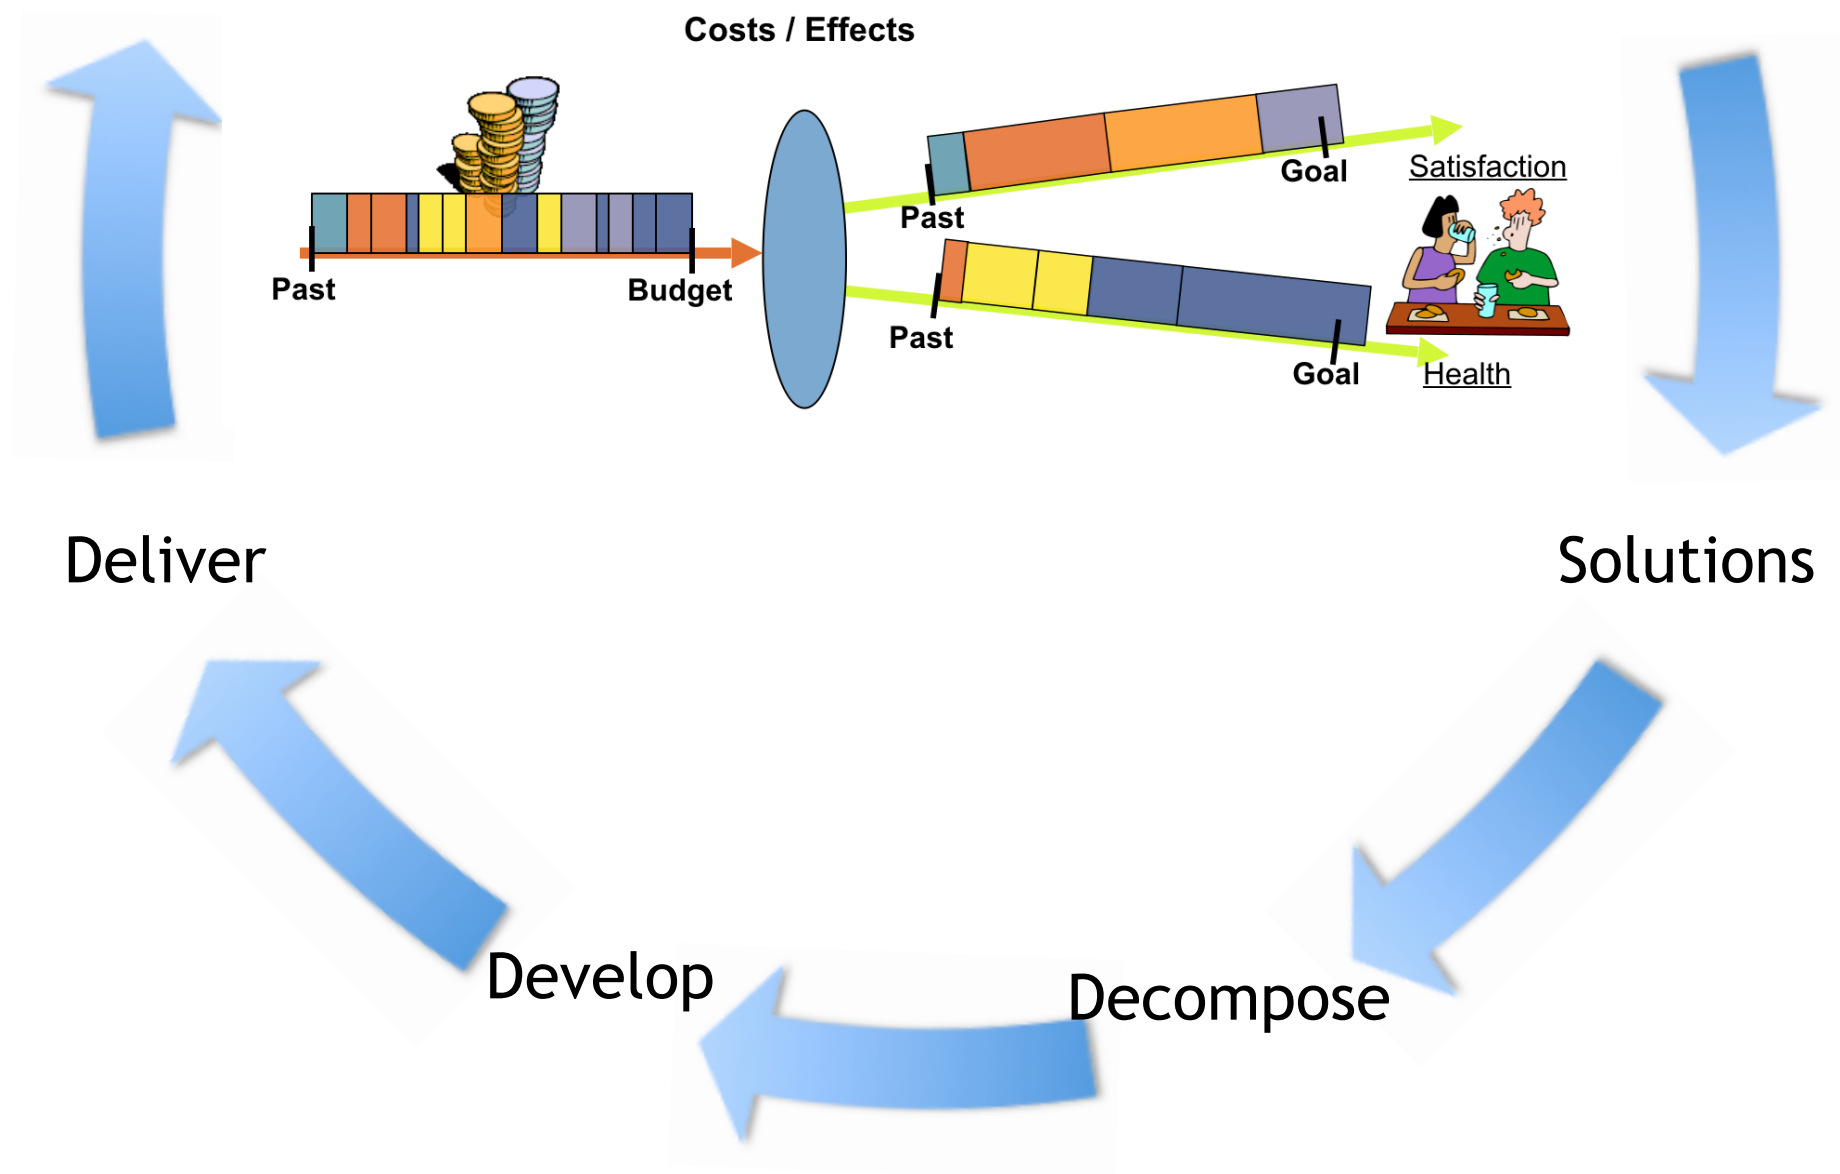 Costs / Effects
Satisfaction
Goal
Past
Past
Budget
Past
Goal
Health
Deliver
Solutions
Develop
Decompose